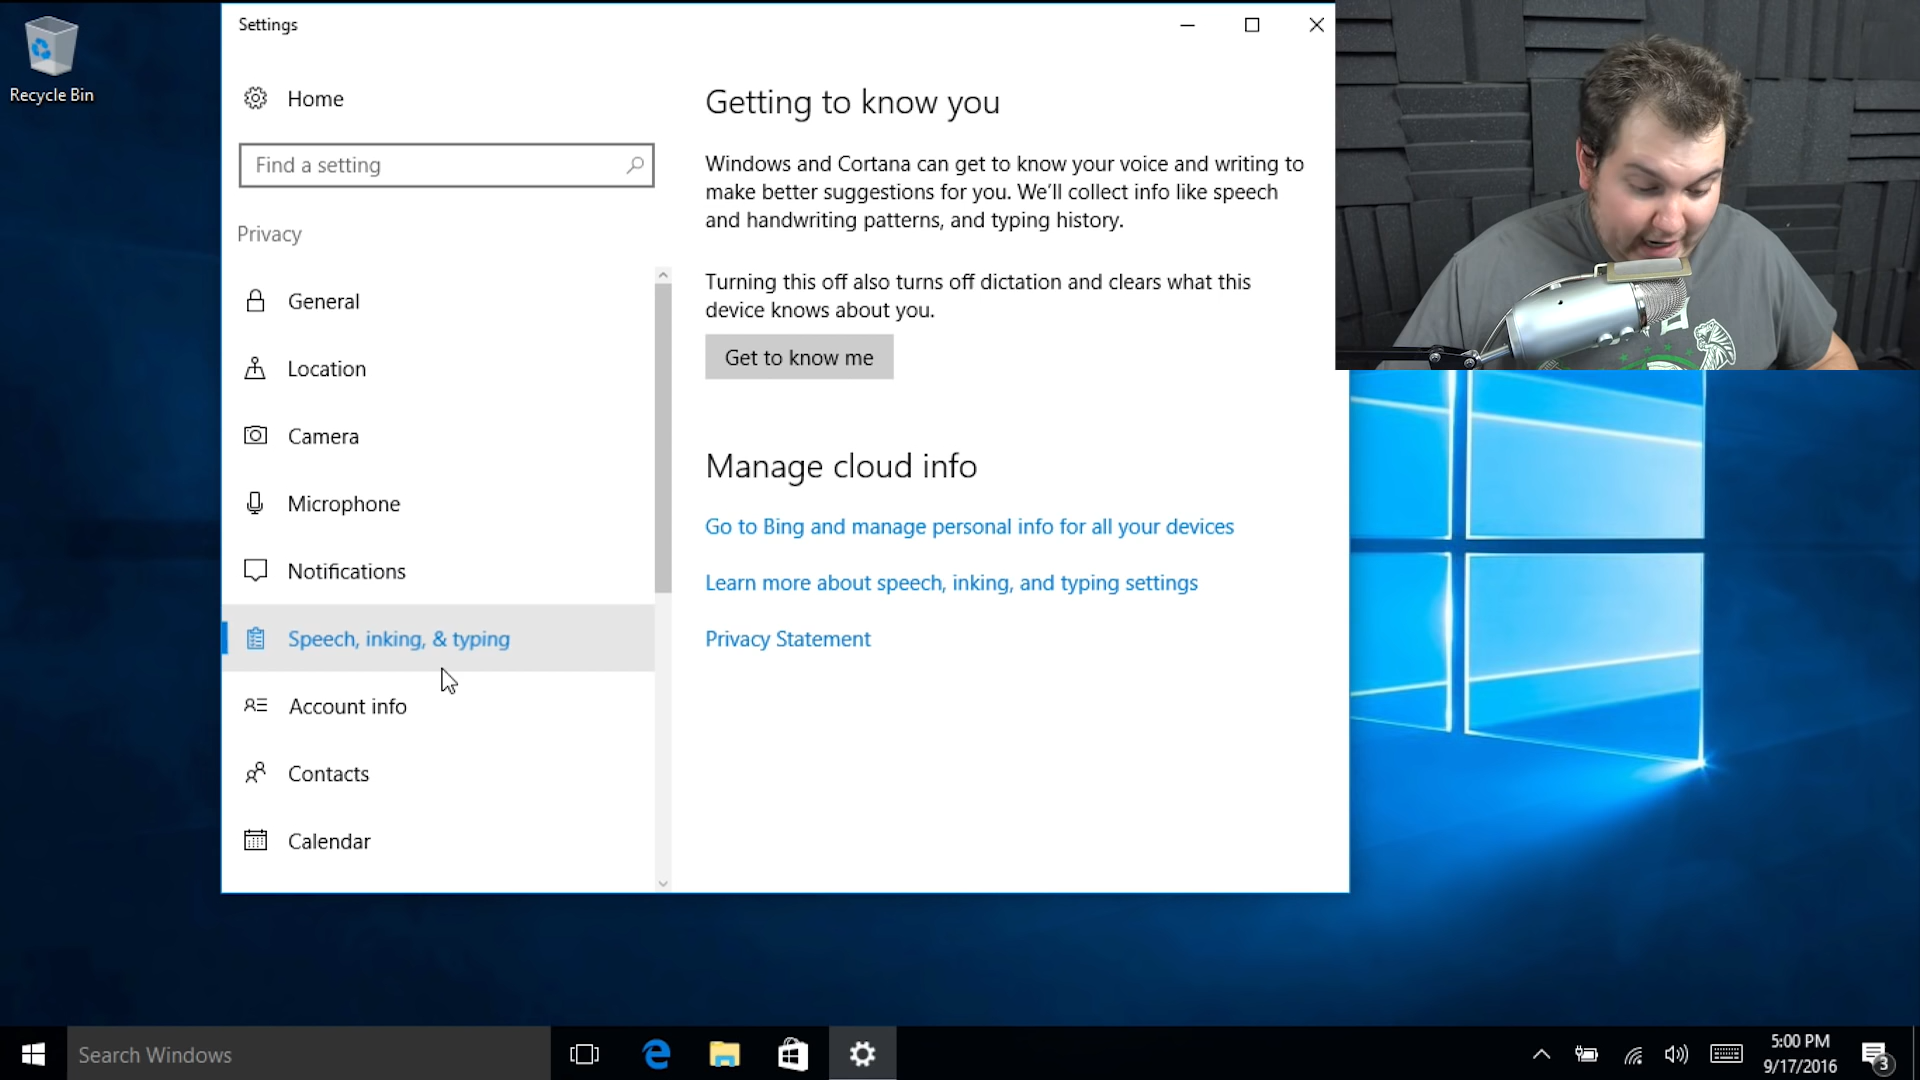 Recycle Bin
Settings
Home
Find a setting
Privacy
General
Location
Camera
Microphone
Notifications
Speech, inking, & typing
Account info
Contacts
Calendar
Getting to know you
Windows and Cortana can get to know your voice and writing to
make better suggestions for you. We'll collect info like speech
and handwriting patterns, and typing history.
Turning this off also turns off dictation and clears what this
device knows about you.
Get to know me
Manage cloud info
Go to Bing and manage personal info for all your devices
Learn more about speech, inking, and typing settings
Privacy Statement
Search Windows
5:00 PM
9/17/2016
3